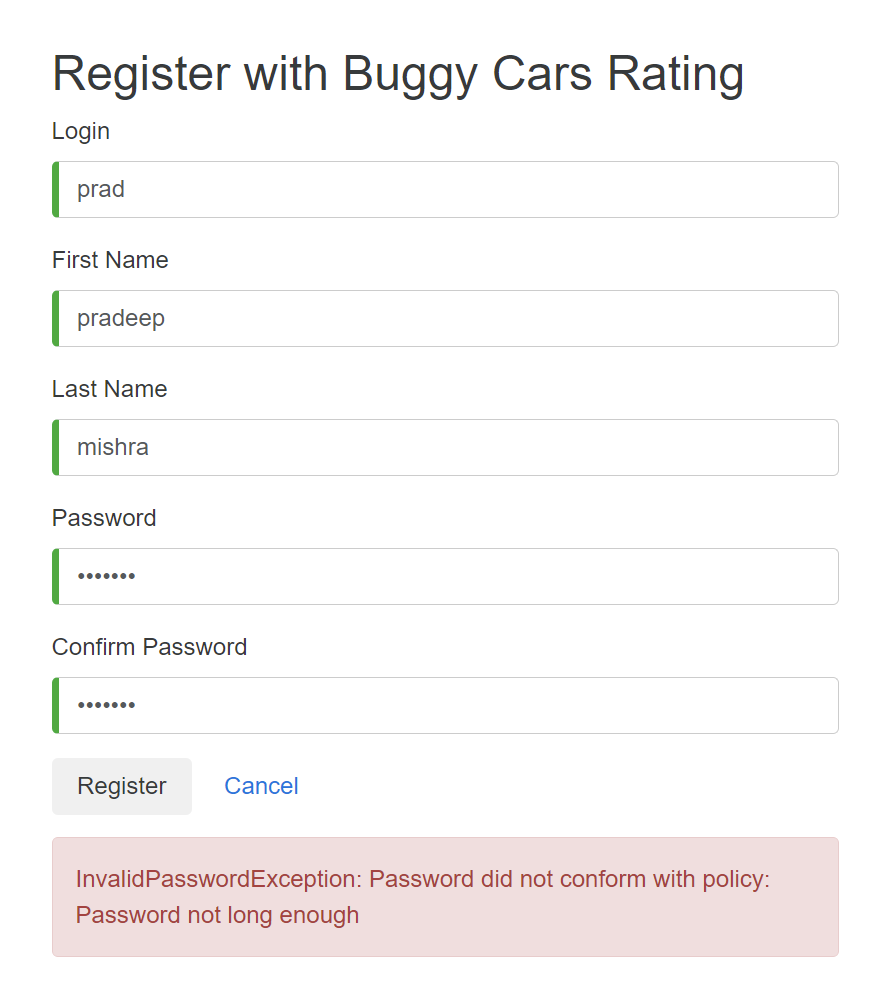 Register with Buggy Cars Rating
Login
prad
First Name
pradeep
Last Name
mishra
Password
•••••••
Confirm Password
•••••••
Register Cancel
InvalidPasswordException: Password did not conform with policy:
Password not long enough